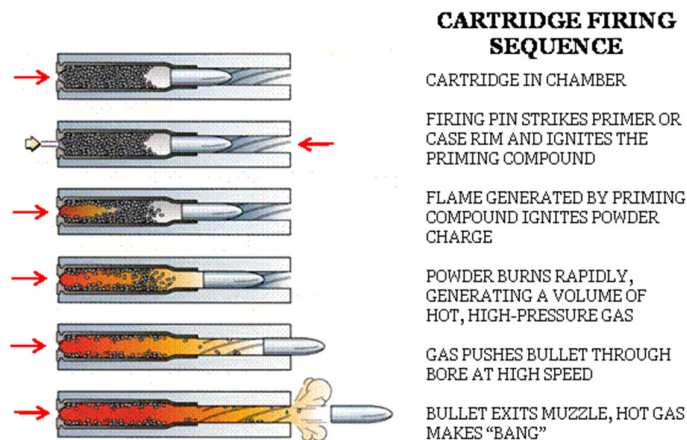 CARTRIDGE FIRING
SEQUENCE
CARTRIDGE IN CHAMBER
FIRING PIN STRIKES PRIMER OR
CASE RIM AND IGNITES THE
PRIMING COMPOUND
FLAME GENERATED BY PRIMING
COMPOUND IGNITES POWDER
CHARGE
POWDER BURNS RAPIDLY,
GENERATING A VOLUME OF
HOT, HIGH-PRESSURE GAS
GAS PUSHES BULLET THROUGH
BORE AT HIGH SPEED
BULLET EXITS MUZZLE, HOT GAS
MAKES “BANG”